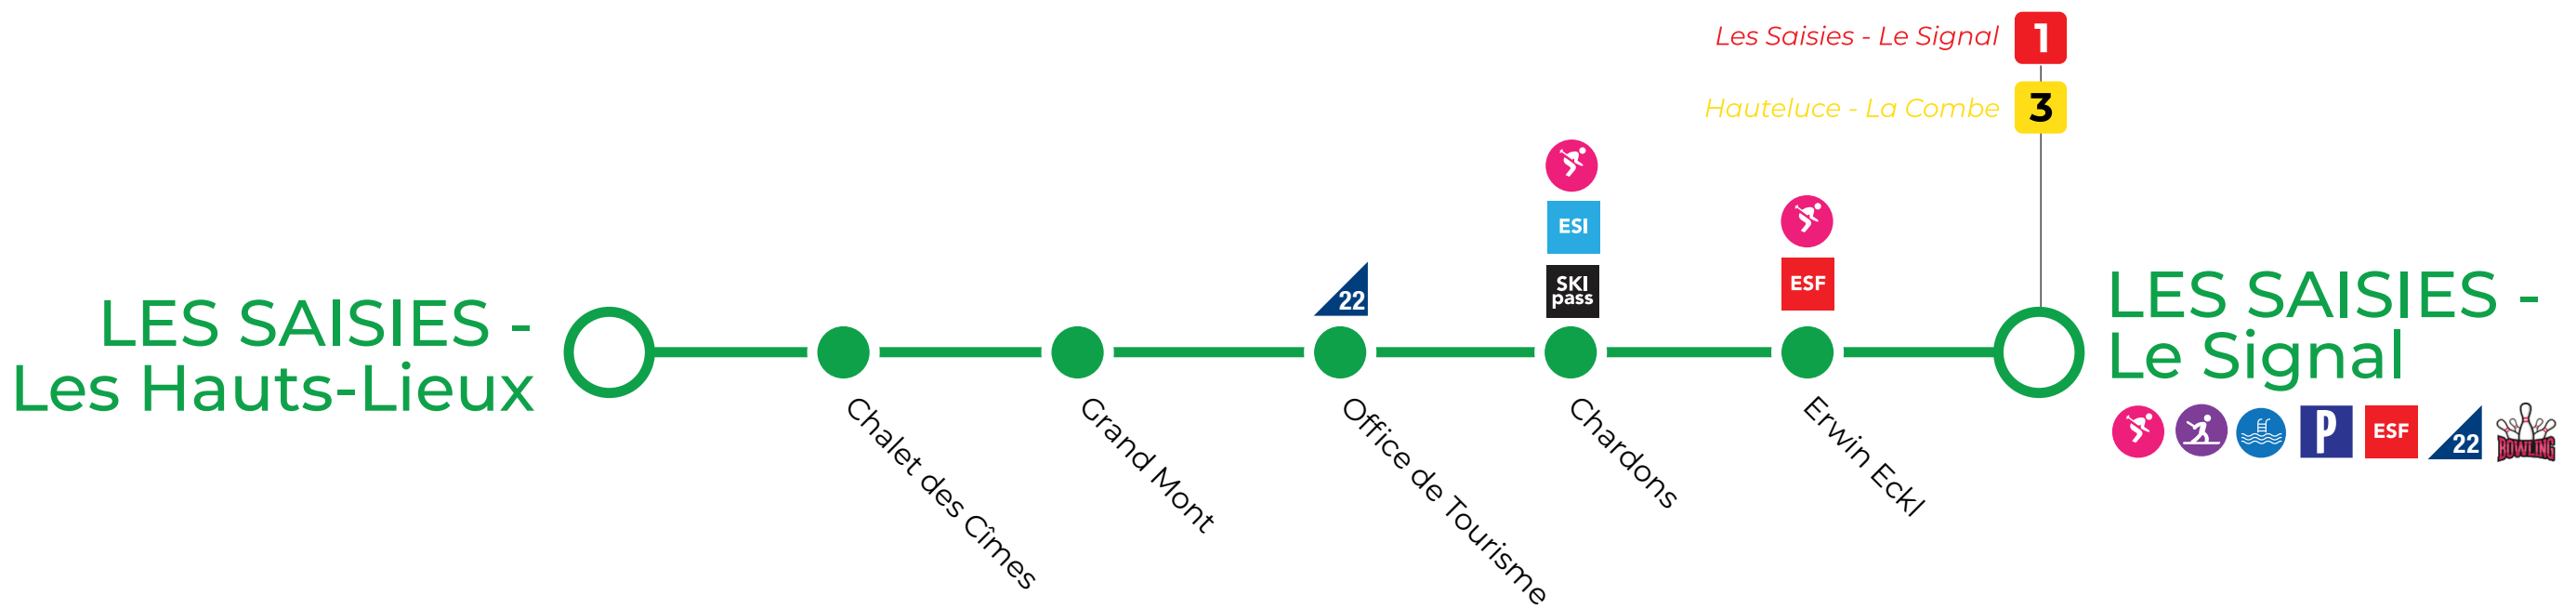 Les Saisies - Le Signal
1
Hauteluce - La Combe
3
ESI
SKI
pass
ESF
22
LES SAISIES -
Les Hauts-Lieux
LES SAISIES -
Le Signal
Chalet des Cîmes
Grand Mont
Office de Tourisme
Chardons
Erwin Eckl
P
ESF
22
BOWLING